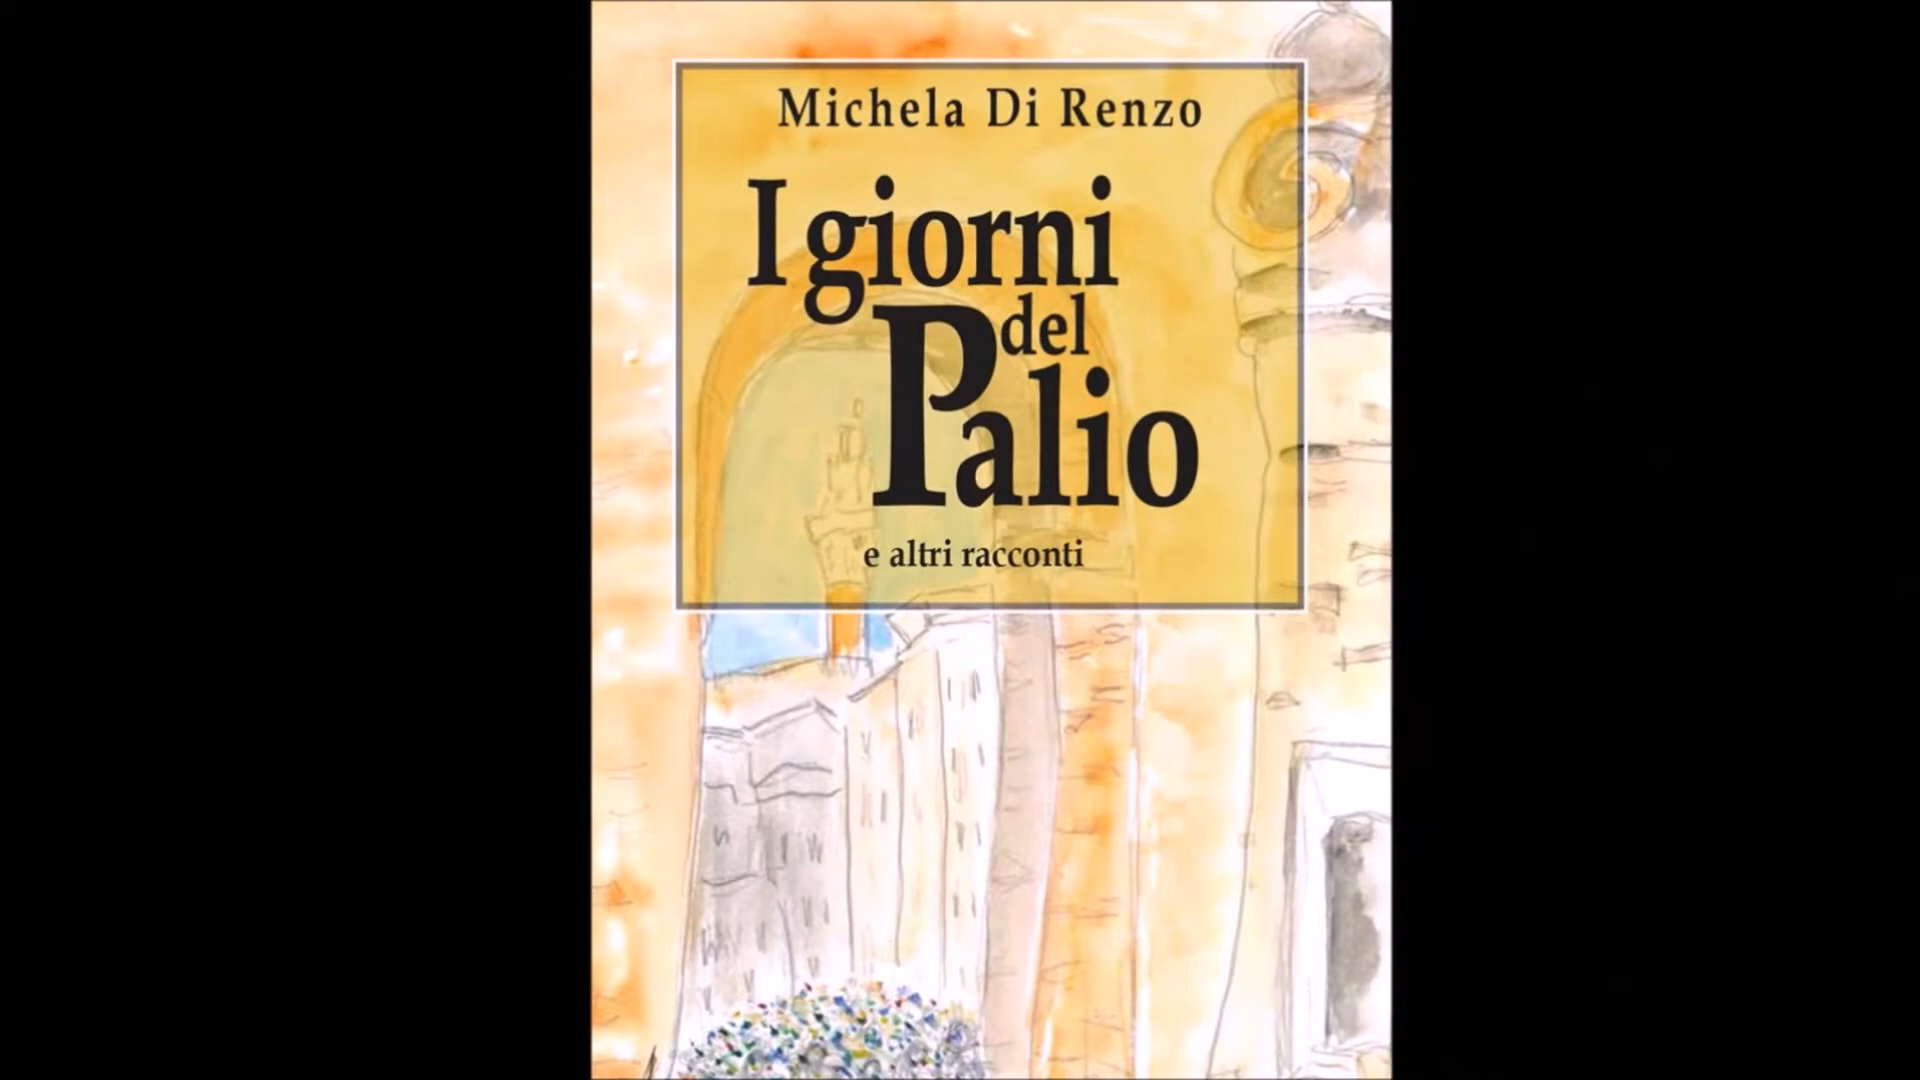 Michela Di Renzo
I giorni
del
Palio
e altri racconti